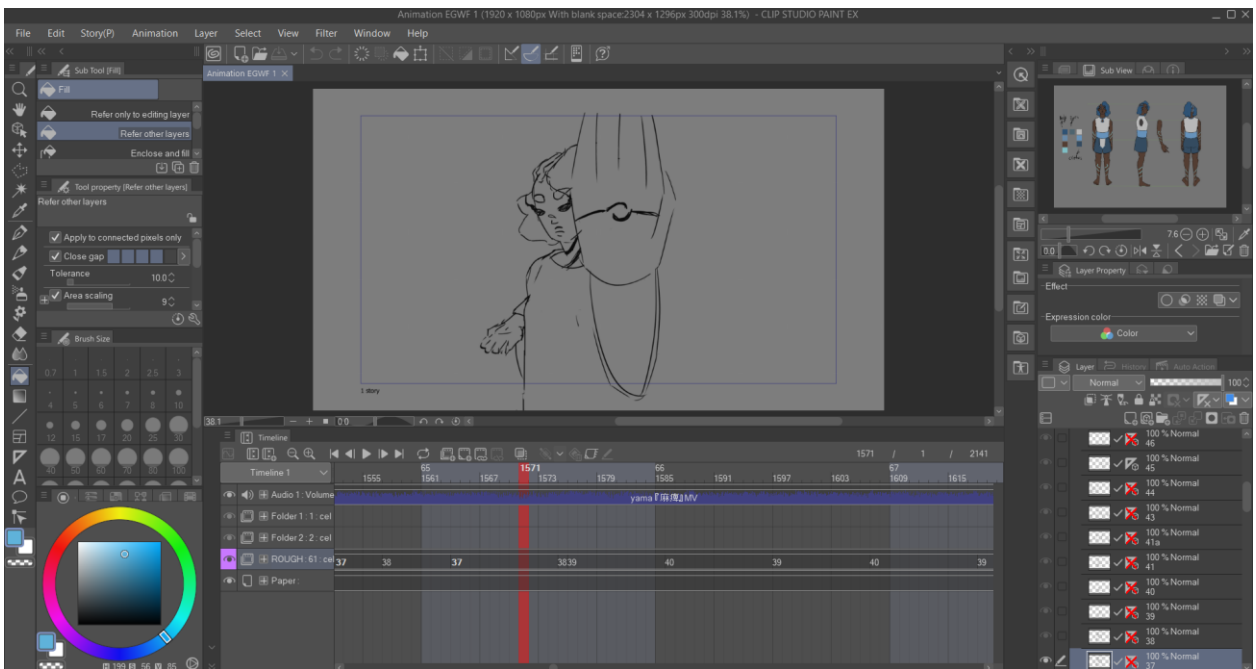 Animation EGWF 1 (1920 x 1080px With blank space:2304 x 1296px 300dpi 38.1%) - CLIP STUDIO PAINT EX
File Edit Story(P) Animation Layer Select View Filter Window Help
Sub Tool [Fill]
Fill
Refer only to editing layer
Refer other layers
Enclose and fill
Tool property [Refer other layers]
Refer other layers
Apply to connected pixels only
Close gap
Tolerance 10.0
Area scaling 9
Brush Size
0.7 1 1.5 2 2.5 3
4 5 6 7 8 10
12 15 17 20 25 30
40 50 60 70 80 100
199 56 85
Animation EGWF 1
1 story
38.1 0.0
Timeline
1571 / 1 / 2141
Timeline 1
65 1571 66 67
1555 1561 1567 1573 1579 1585 1591 1597 1603 1609 1615
Audio 1 : Volume
yama『麻痺』MV
Folder 1 : 1 : cel
Folder 2 : 2 : cel
ROUGH : 61 : cel
37 38 37 38 39 40 39 40 39
Paper :
Sub View
7.6
0.0
Layer Property
Effect
Expression color
Color
Layer History Auto Action
Normal 100
100 % Normal
46
100 % Normal
45
100 % Normal
44
100 % Normal
43
100 % Normal
41a
100 % Normal
41
100 % Normal
40
100 % Normal
39
100 % Normal
38
100 % Normal
37